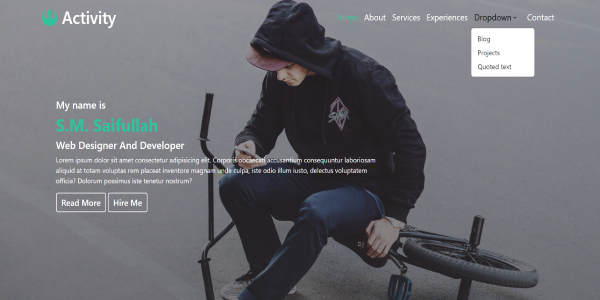 Activity
Home About Services Experiences Dropdown Contact
Blog
Projects
Quoted text
My name is
S.M. Saifullah
Web Designer And Developer
Lorem ipsum dolor sit amet consectetur adipisicing elit. Corporis obcaecati accusantium consequuntur laboriosam
aliquid at totam voluptas rem placeat inventore magnam unde culpa, iste odio illum iusto, delectus voluptatem
officia? Dolorum possimus iste tenetur nostrum?
Read More Hire Me